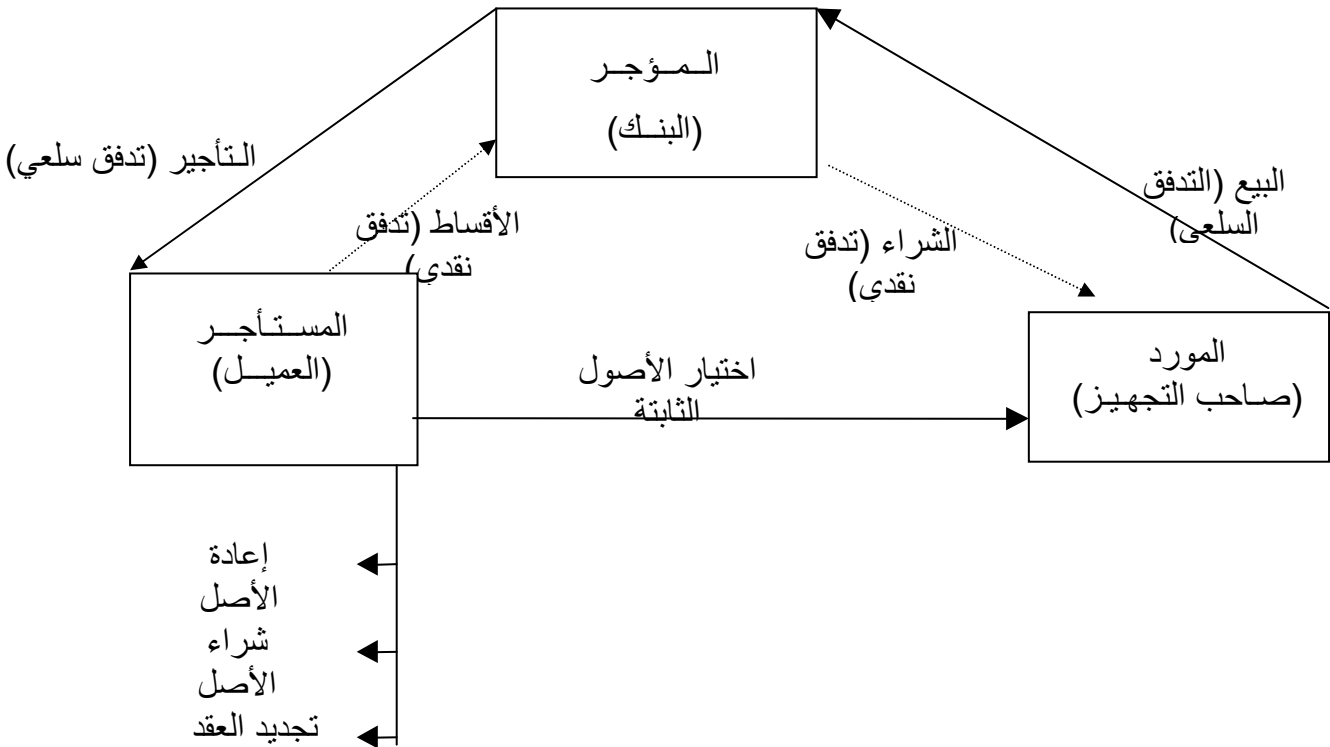 المؤجر
(البنك)
التأجير (تدفق سلعي)
البيع (التدفق
السلعي)
الأقساط (تدفق
نقدي)
الشراء (تدفق
نقدي)
المستأجر
(العميل)
اختيار الأصول
الثابتة
المورد
(صاحب التجهيز)
إعادة
الأصل
شراء
الأصل
تجديد العقد